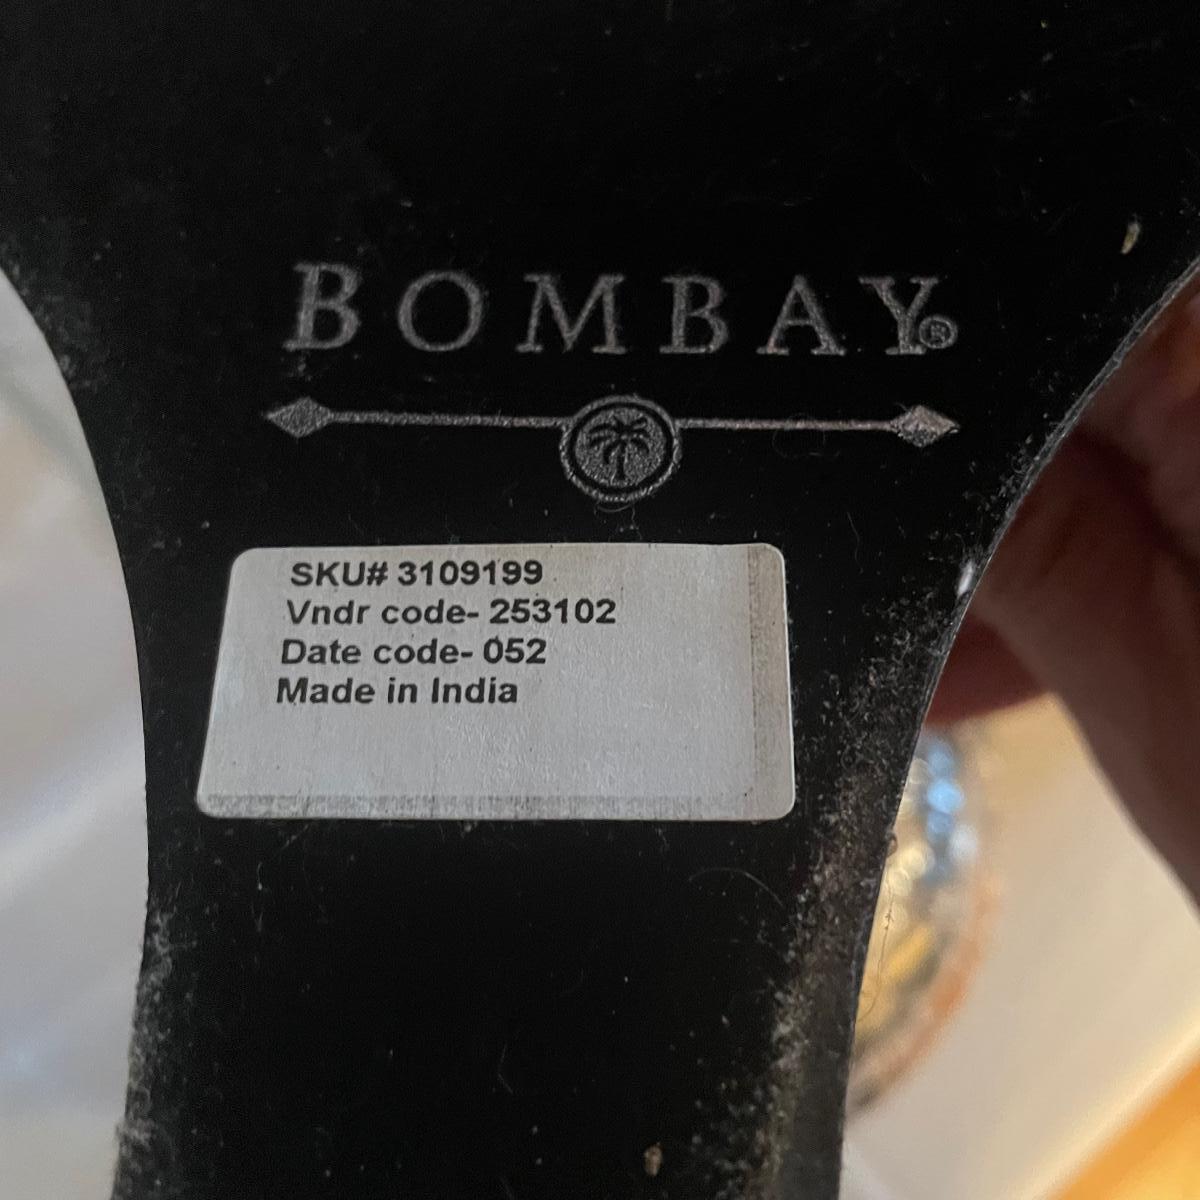 BOMBAY®
SKU# 3109199
Vndr code- 253102
Date code- 052
Made in India